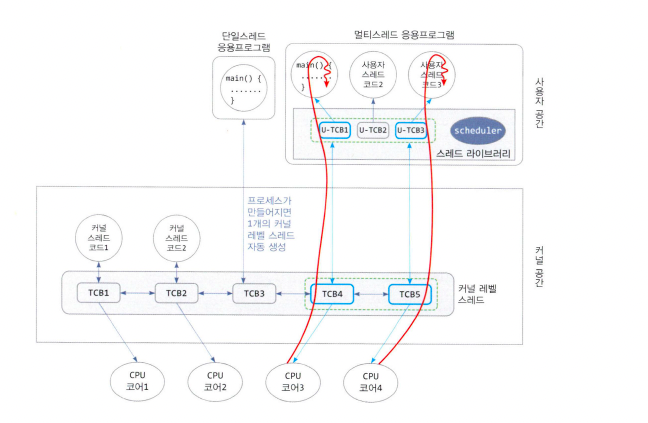 단일스레드
응용프로그램
멀티스레드 응용프로그램
main() {
.......
}
main() {
.......
}
사용자
스레드
코드2
사용자
스레드
코드3
사용자 공간
U-TCB1
U-TCB2
U-TCB3
scheduler
스레드 라이브러리
프로세스가
만들어지면
1개의 커널
레벨 스레드
자동 생성
커널
스레드
코드1
커널
스레드
코드2
커널 공간
TCB1
TCB2
TCB3
TCB4
TCB5
커널 레벨
스레드
CPU
코어1
CPU
코어2
CPU
코어3
CPU
코어4